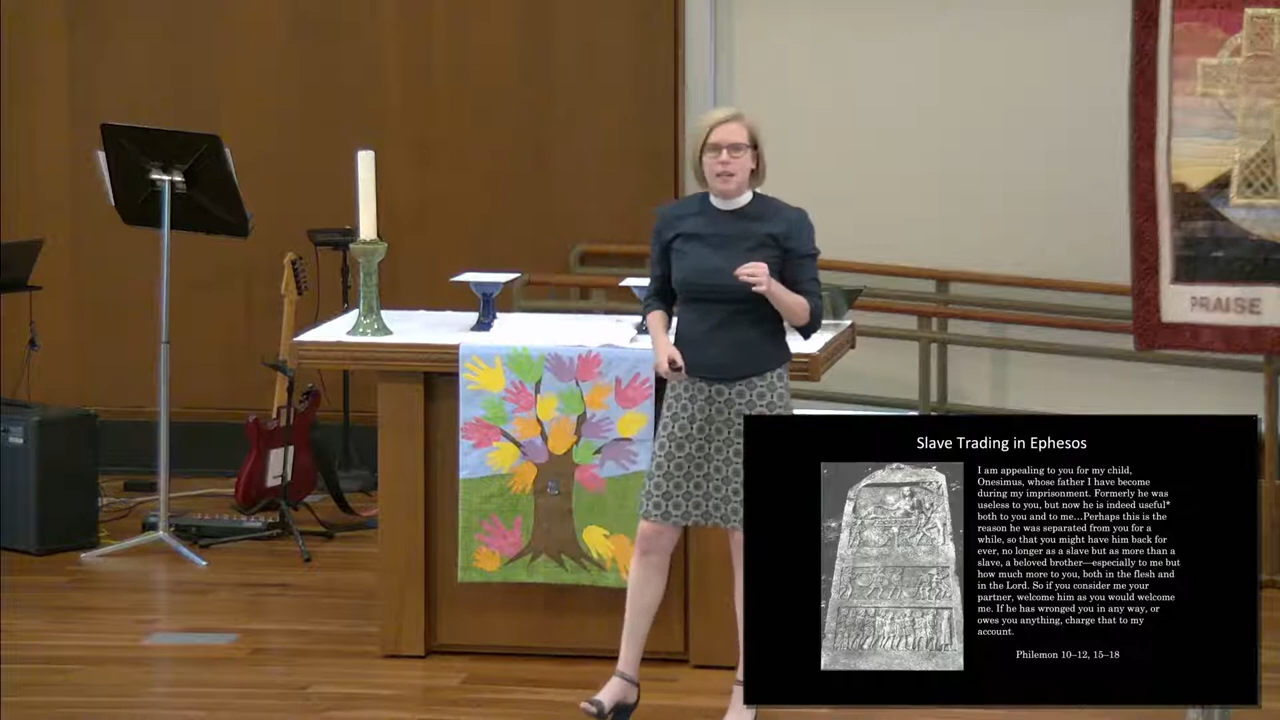 PRAISE
Slave Trading in Ephesos
I am appealing to you for my child,
Onesimus, whose father I have become
during my imprisonment. Formerly he was
useless to you, but now he is indeed useful*
both to you and to me…Perhaps this is the
reason he was separated from you for a
while, so that you might have him back for
ever, no longer as a slave but as more than a
slave, a beloved brother—especially to me but
how much more to you, both in the flesh and
in the Lord. So if you consider me your
partner, welcome him as you would welcome
me. If he has wronged you in any way, or
owes you anything, charge that to my
account.
Philemon 10–12, 15–18